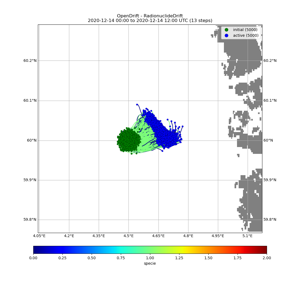 OpenDrift - RadionuclideDrift
2020-12-14 00:00 to 2020-12-14 12:00 UTC (13 steps)
initial (5000)
active (5000)
60.2°N 60.2°N
60.1°N 60.1°N
60°N 60°N
59.9°N 59.9°N
59.8°N 59.8°N
4.05°E 4.2°E 4.35°E 4.5°E 4.65°E 4.8°E 4.95°E 5.1°E
0.00 0.25 0.50 0.75 1.00 1.25 1.50 1.75 2.00
specie